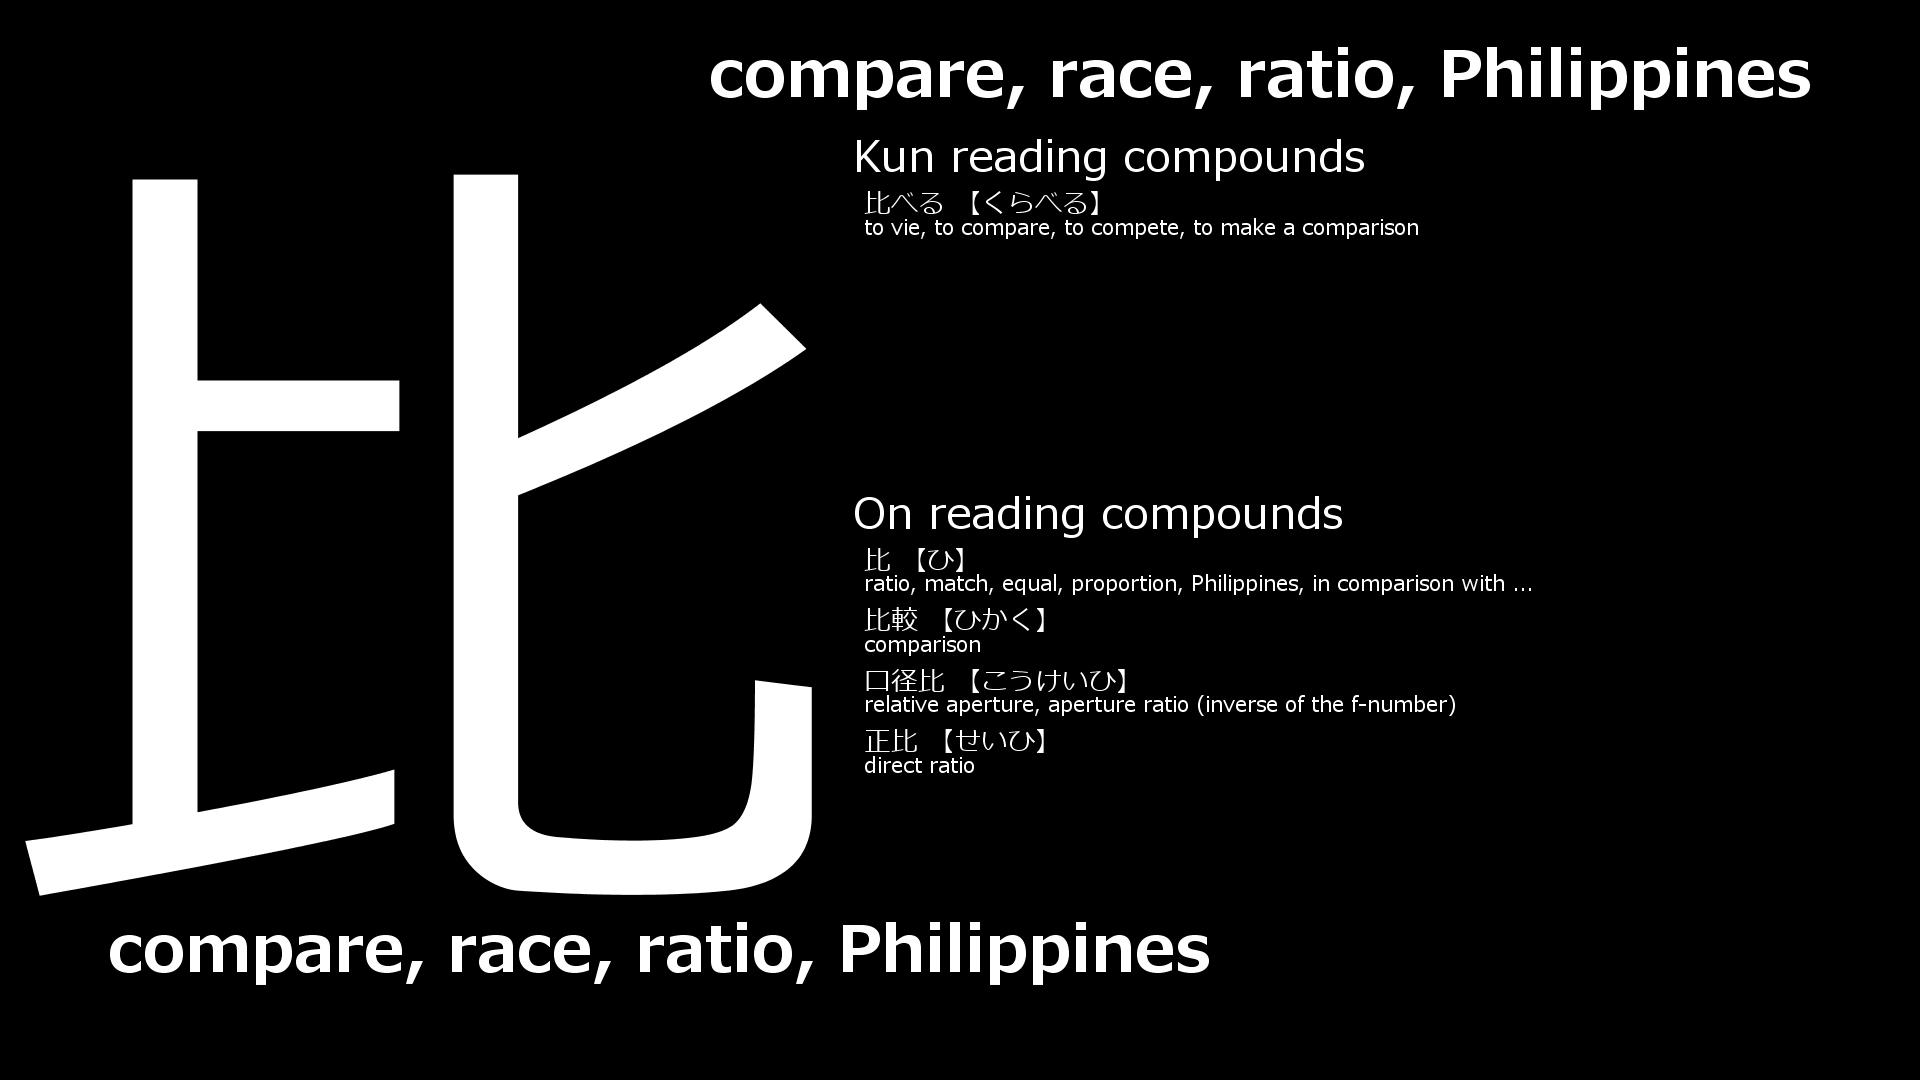 compare, race, ratio, Philippines
比
Kun reading compounds
比べる 【くらべる】
to vie, to compare, to compete, to make a comparison
On reading compounds
比 【ひ】
ratio, match, equal, proportion, Philippines, in comparison with ...
比較 【ひかく】
comparison
口径比 【こうけいひ】
relative aperture, aperture ratio (inverse of the f-number)
正比 【せいひ】
direct ratio
compare, race, ratio, Philippines